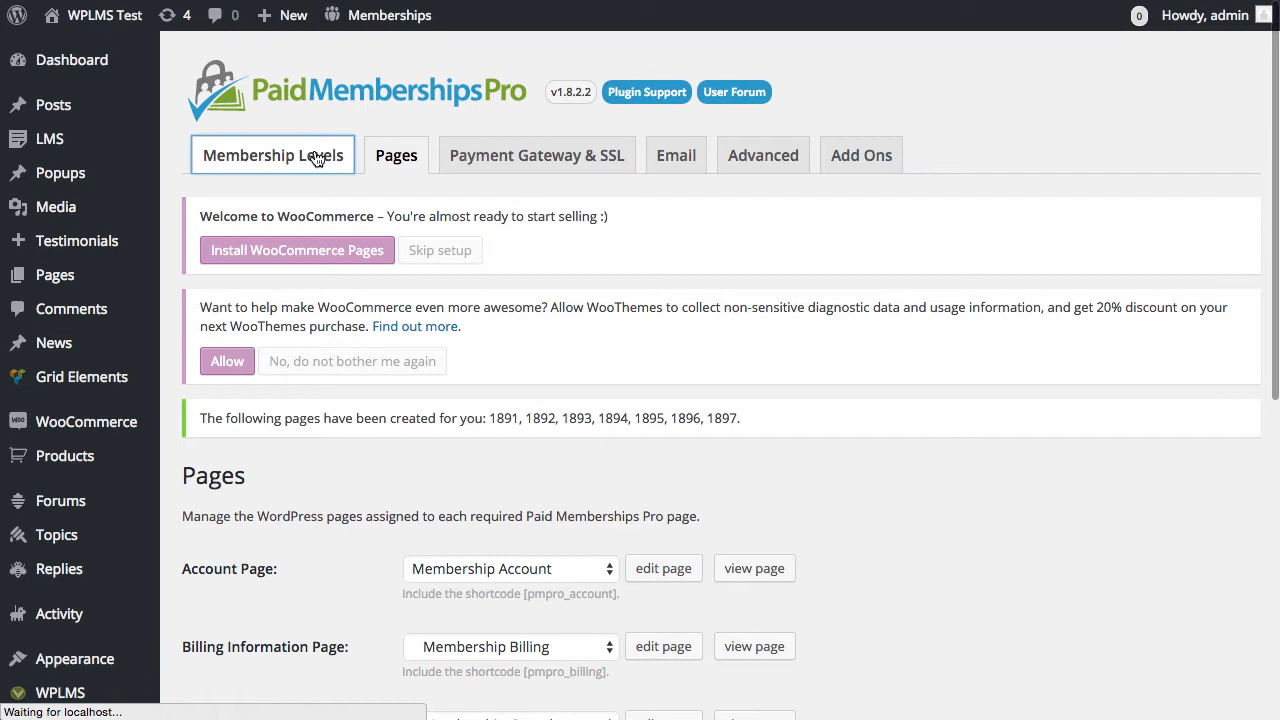 WPLMS Test 4 0 New Memberships 0 Howdy, admin
Dashboard
Posts
LMS
Popups
Media
Testimonials
Pages
Comments
News
Grid Elements
WooCommerce
Products
Forums
Topics
Replies
Activity
Appearance
WPLMS
PaidMembershipsPro v1.8.2.2 Plugin Support User Forum
Membership Levels Pages Payment Gateway & SSL Email Advanced Add Ons
Welcome to WooCommerce – You're almost ready to start selling :)
Install WooCommerce Pages Skip setup
Want to help make WooCommerce even more awesome? Allow WooThemes to collect non-sensitive diagnostic data and usage information, and get 20% discount on your
next WooThemes purchase. Find out more.
Allow No, do not bother me again
The following pages have been created for you: 1891, 1892, 1893, 1894, 1895, 1896, 1897.
Pages
Manage the WordPress pages assigned to each required Paid Memberships Pro page.
Account Page: Membership Account edit page view page
Include the shortcode [pmpro_account].
Billing Information Page: Membership Billing edit page view page
Include the shortcode [pmpro_billing].
Waiting for localhost...